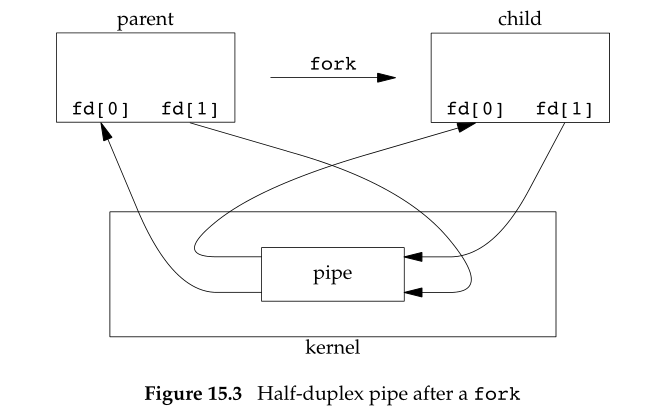 parent
child
fork
fd[0] fd[1]
fd[0] fd[1]
pipe
kernel
Figure 15.3 Half-duplex pipe after a fork